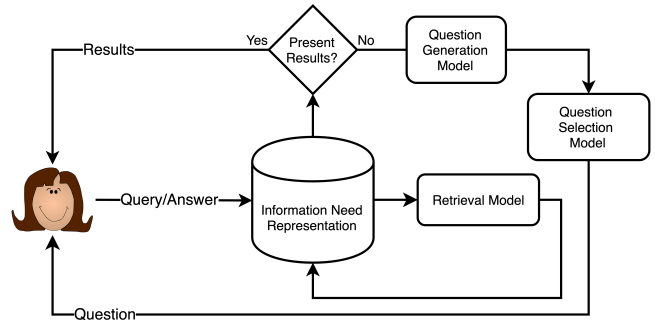 Yes
Present
Results?
No
Question
Generation
Model
Results
Question
Selection
Model
Query/Answer
Information Need
Representation
Retrieval Model
Question